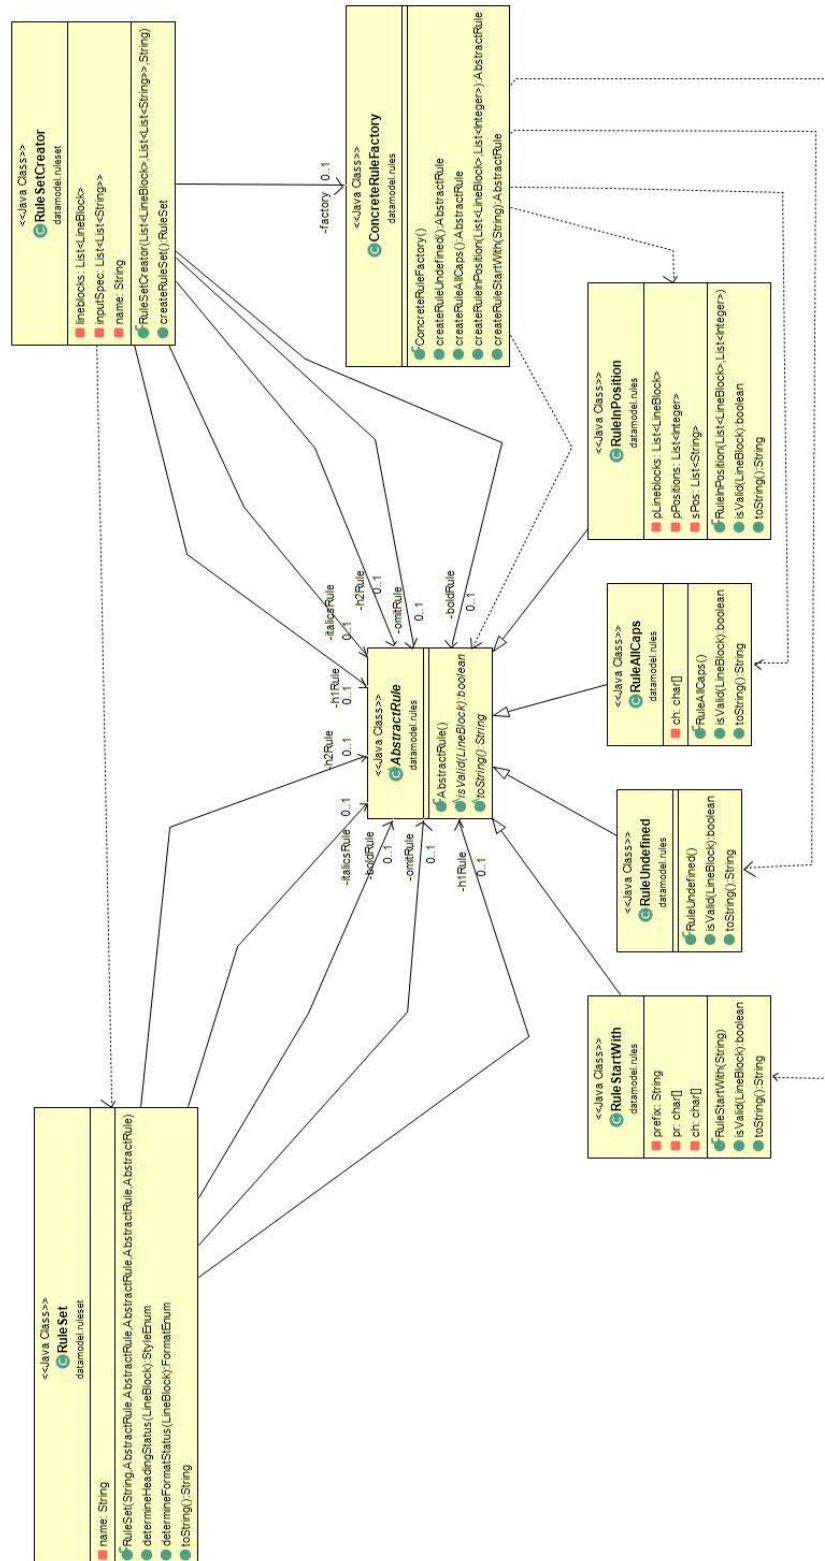 <<Java Class>>
RuleSet
datamodel.ruleset
name: String
RuleSet(String,AbstractRule,AbstractRule,AbstractRule,AbstractRule,AbstractRule)
determineHeadingStatus(LineBlock):StyleEnum
determineFormatStatus(LineBlock):FormatEnum
toString():String
<<Java Class>>
RuleSetCreator
datamodel.ruleset
lineblocks: List<LineBlock>
inputSpec: List<List<String>>
name: String
RuleSetCreator(List<LineBlock>,List<List<String>>,String)
createRuleSet():RuleSet
-factory 0..1
-h2Rule
0..1
-italicsRule 0..1
-boldRule
0..1
-omitRule
0..1
-h1Rule
0..1
-h1Rule
0..1
-italicsRule
0..1
-h2Rule
0..1
-omitRule
0..1
-boldRule
0..1
<<Java Class>>
AbstractRule
datamodel.rules
AbstractRule()
isValid(LineBlock):boolean
toString():String
<<Java Class>>
ConcreteRuleFactory
datamodel.rules
ConcreteRuleFactory()
createRuleUndefined():AbstractRule
createRuleAllCaps():AbstractRule
createRuleInPosition(List<LineBlock>,List<Integer>):AbstractRule
createRuleStartWith(String):AbstractRule
<<Java Class>>
RuleStartWith
datamodel.rules
prefix: String
pr: char[]
ch: char[]
RuleStartWith(String)
isValid(LineBlock):boolean
toString():String
<<Java Class>>
RuleUndefined
datamodel.rules
RuleUndefined()
isValid(LineBlock):boolean
toString():String
<<Java Class>>
RuleAllCaps
datamodel.rules
ch: char[]
RuleAllCaps()
isValid(LineBlock):boolean
toString():String
<<Java Class>>
RuleInPosition
datamodel.rules
pLineblocks: List<LineBlock>
pPositions: List<Integer>
sPos: List<String>
RuleInPosition(List<LineBlock>,List<Integer>)
isValid(LineBlock):boolean
toString():String